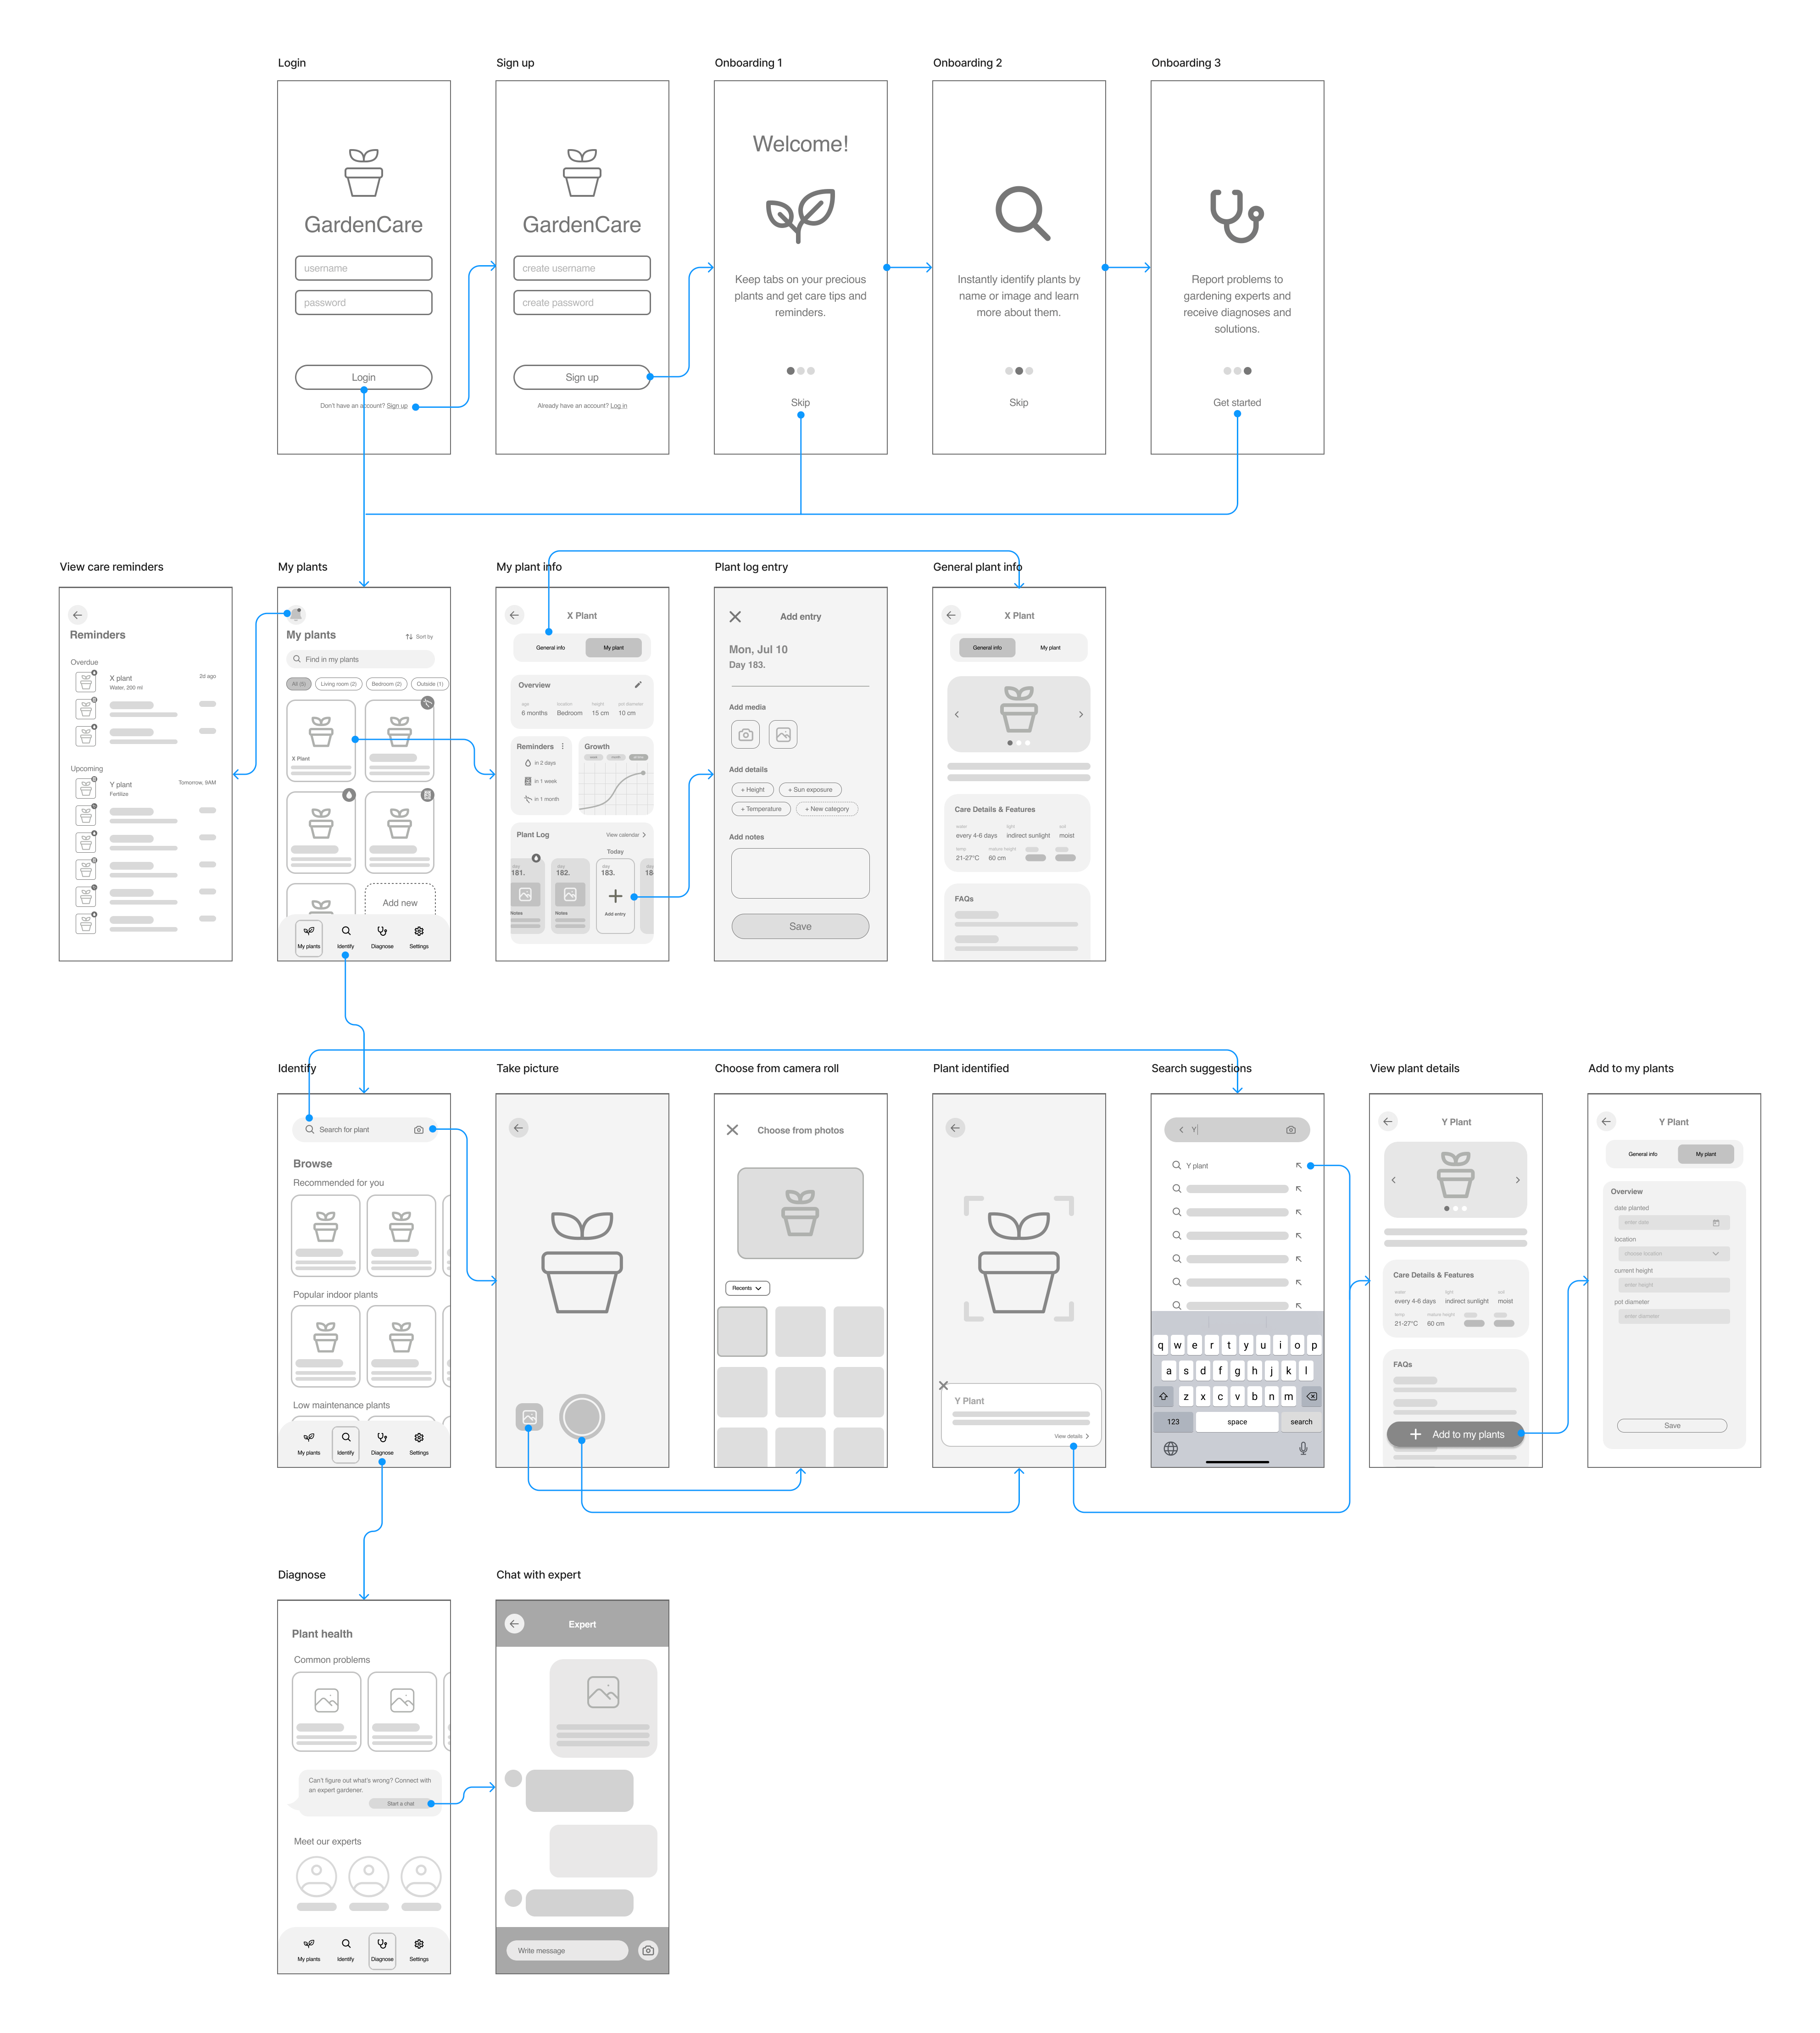 Login
Sign up
Onboarding 1
Onboarding 2
Onboarding 3
GardenCare
username
password
Login
Don't have an account? Sign up
GardenCare
create username
create password
Sign up
Already have an account? Log in
Welcome!
Keep tabs on your precious
plants and get care tips and
reminders.
Skip
Instantly identify plants by
name or image and learn
more about them.
Skip
Report problems to
gardening experts and
receive diagnoses and
solutions.
Get started
View care reminders
My plants
My plant info
Plant log entry
General plant info
Reminders
Overdue
X plant
2d ago
Water, 200 ml
Upcoming
Y plant
Tomorrow, 9AM
Fertilize
My plants
Sort by
Find in my plants
All (5)
Living room (2)
Bedroom (2)
Outside (1)
X Plant
Add new
My plants
Identify
Diagnose
Settings
X Plant
General info
My plant
Overview
age
location
height
pot diameter
6 months
Bedroom
15 cm
10 cm
Reminders
in 2 days
in 1 week
in 1 month
Growth
week
month
Plant Log
View calendar
Today
day
181.
Notes
day
182.
Notes
day
183.
Add entry
18
Add entry
Mon, Jul 10
Day 183.
Add media
Add details
+ Height
+ Sun exposure
+ Temperature
+ New category
Add notes
Save
X Plant
General info
My plant
Care Details & Features
water
light
soil
every 4-6 days
indirect sunlight
moist
temp
mature height
21-27°C
60 cm
FAQs
Identify
Take picture
Choose from camera roll
Plant identified
Search suggestions
View plant details
Add to my plants
Search for plant
Browse
Recommended for you
Popular indoor plants
Low maintenance plants
My plants
Identify
Diagnose
Settings
Choose from photos
Recents
Y Plant
View details
Y
Y plant
q w e r t y u i o p
a s d f g h j k l
z x c v b n m
123
space
search
Y Plant
Care Details & Features
water
light
soil
every 4-6 days
indirect sunlight
moist
temp
mature height
21-27°C
60 cm
FAQs
+ Add to my plants
Y Plant
General info
My plant
Overview
date planted
enter date
location
choose location
current height
enter height
pot diameter
enter diameter
Save
Diagnose
Chat with expert
Plant health
Common problems
Can't figure out what's wrong? Connect with
an expert gardener.
Start a chat
Meet our experts
My plants
Identify
Diagnose
Settings
Expert
Write message